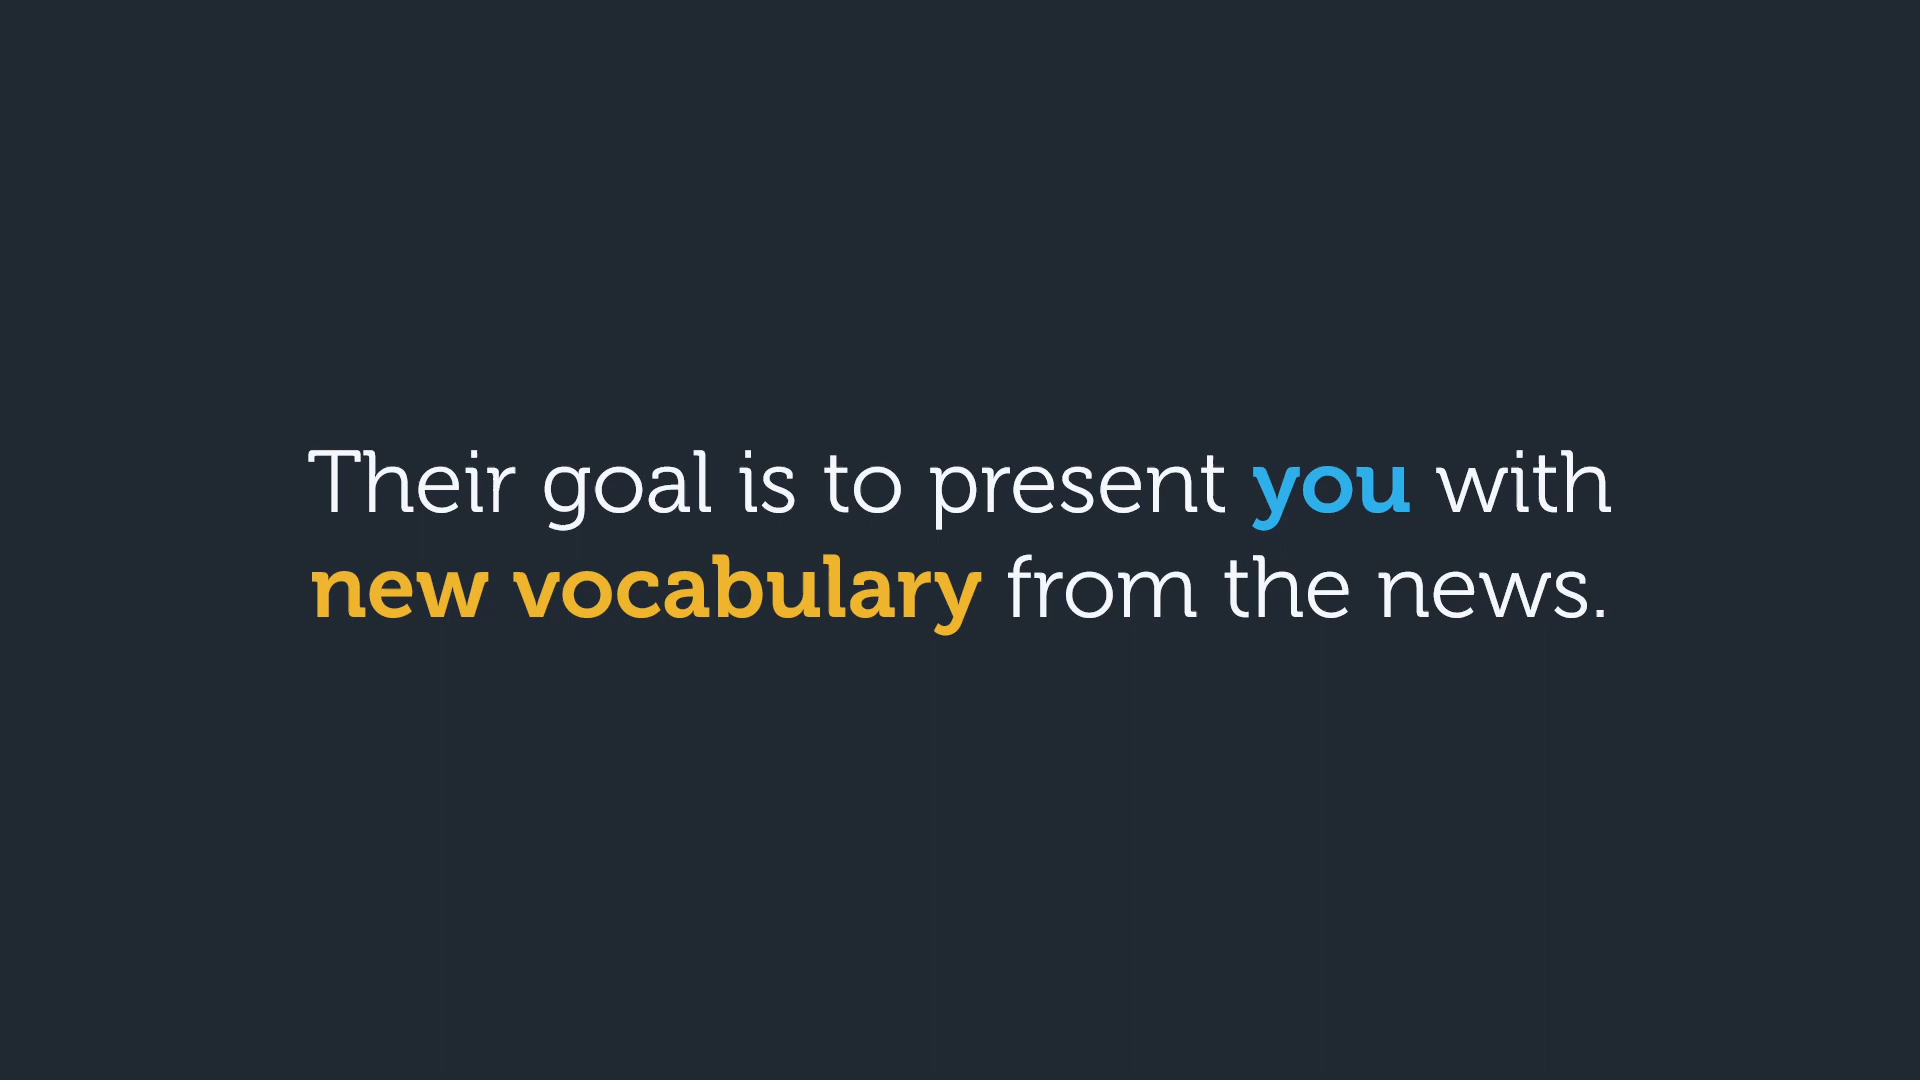 Their goal is to present you with
new vocabulary from the news.